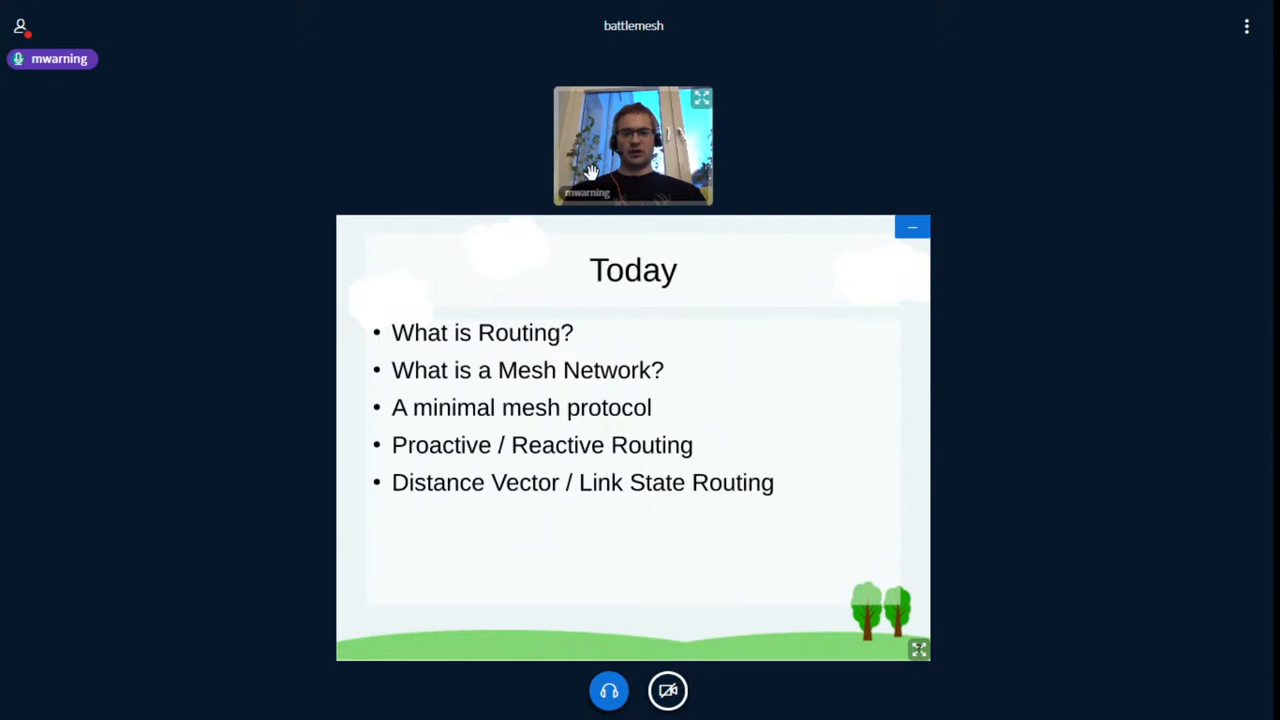 battlemesh
mwarning
mwarning
Today
• What is Routing?
• What is a Mesh Network?
• A minimal mesh protocol
• Proactive / Reactive Routing
• Distance Vector / Link State Routing